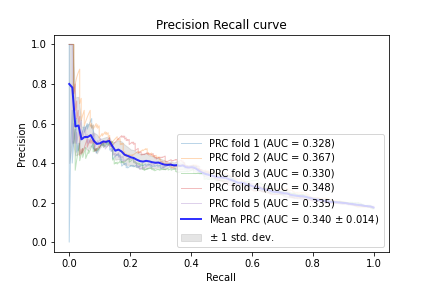 Precision Recall curve
Precision
1.0
0.8
0.6
0.4
0.2
0.0
PRC fold 1 (AUC = 0.328)
PRC fold 2 (AUC = 0.367)
PRC fold 3 (AUC = 0.330)
PRC fold 4 (AUC = 0.348)
PRC fold 5 (AUC = 0.335)
Mean PRC (AUC = 0.340 ± 0.014)
± 1 std. dev.
0.0 0.2 0.4 0.6 0.8 1.0
Recall